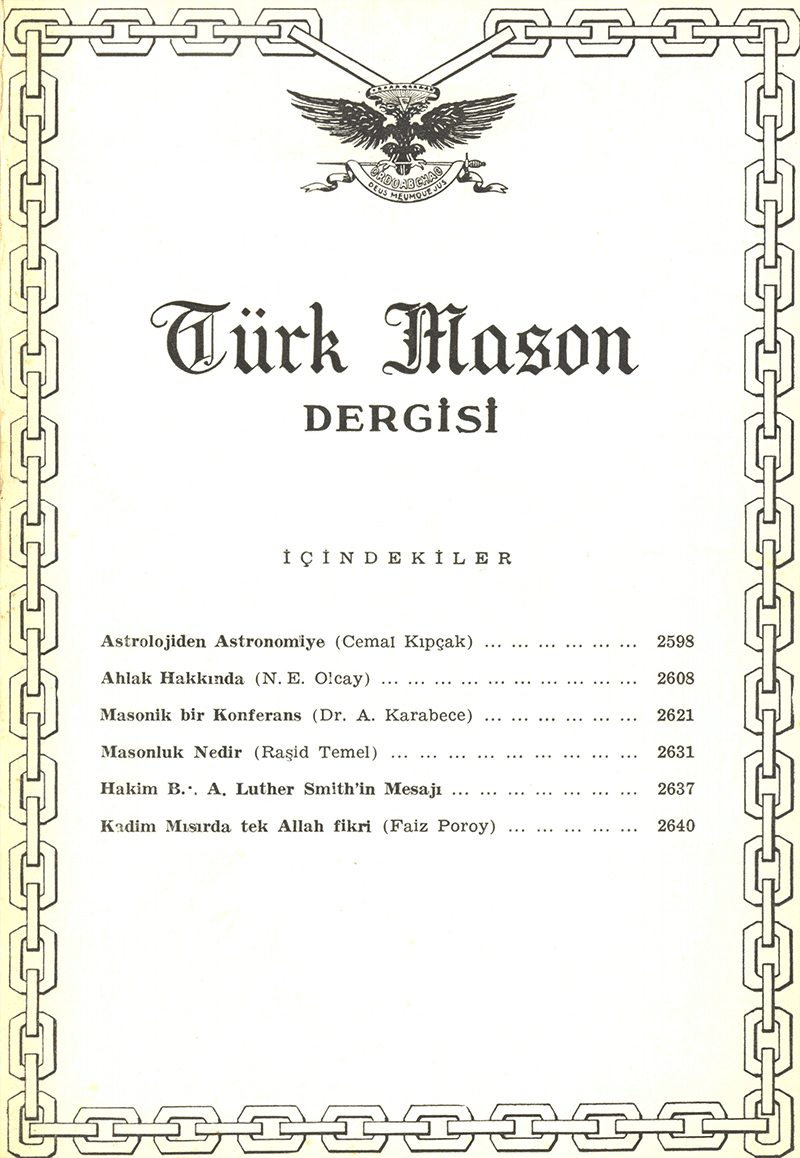 ORDO AB CHAO
DEUS MEUMQUE JUS
Türk Mason
DERGİSİ
İÇİNDEKİLER
Astrolojiden Astronomiye (Cemal Kıpçak) ... ... ... ... ... ... 2598
Ahlak Hakkında (N. E. Olcay) ... ... ... ... ... ... ... ... ... ... 2608
Masonik bir Konferans (Dr. A. Karabece) ... ... ... ... ... ... 2621
Masonluk Nedir (Raşid Temel) ... ... ... ... ... ... ... ... ... ... 2631
Hakim B.·. A. Luther Smith'in Mesajı ... ... ... ... ... ... ... 2637
Kadim Mısırda tek Allah fikri (Faiz Poroy) ... ... ... ... ... 2640